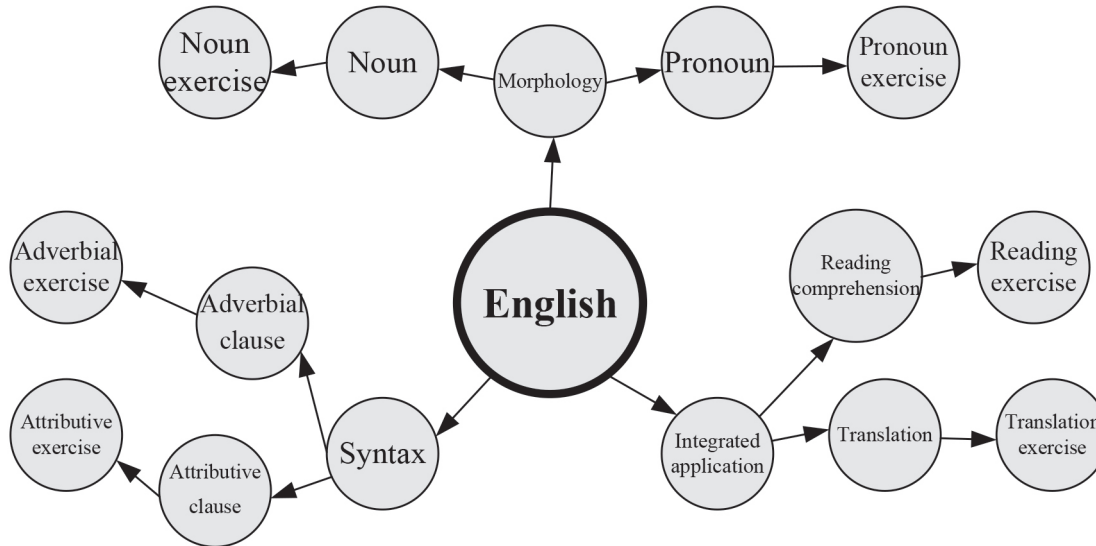 Noun
exercise
Noun
Morphology
Pronoun
Pronoun
exercise
Adverbial
exercise
Adverbial
clause
English
Reading
comprehension
Reading
exercise
Attributive
exercise
Attributive
clause
Syntax
Integrated
application
Translation
Translation
exercise